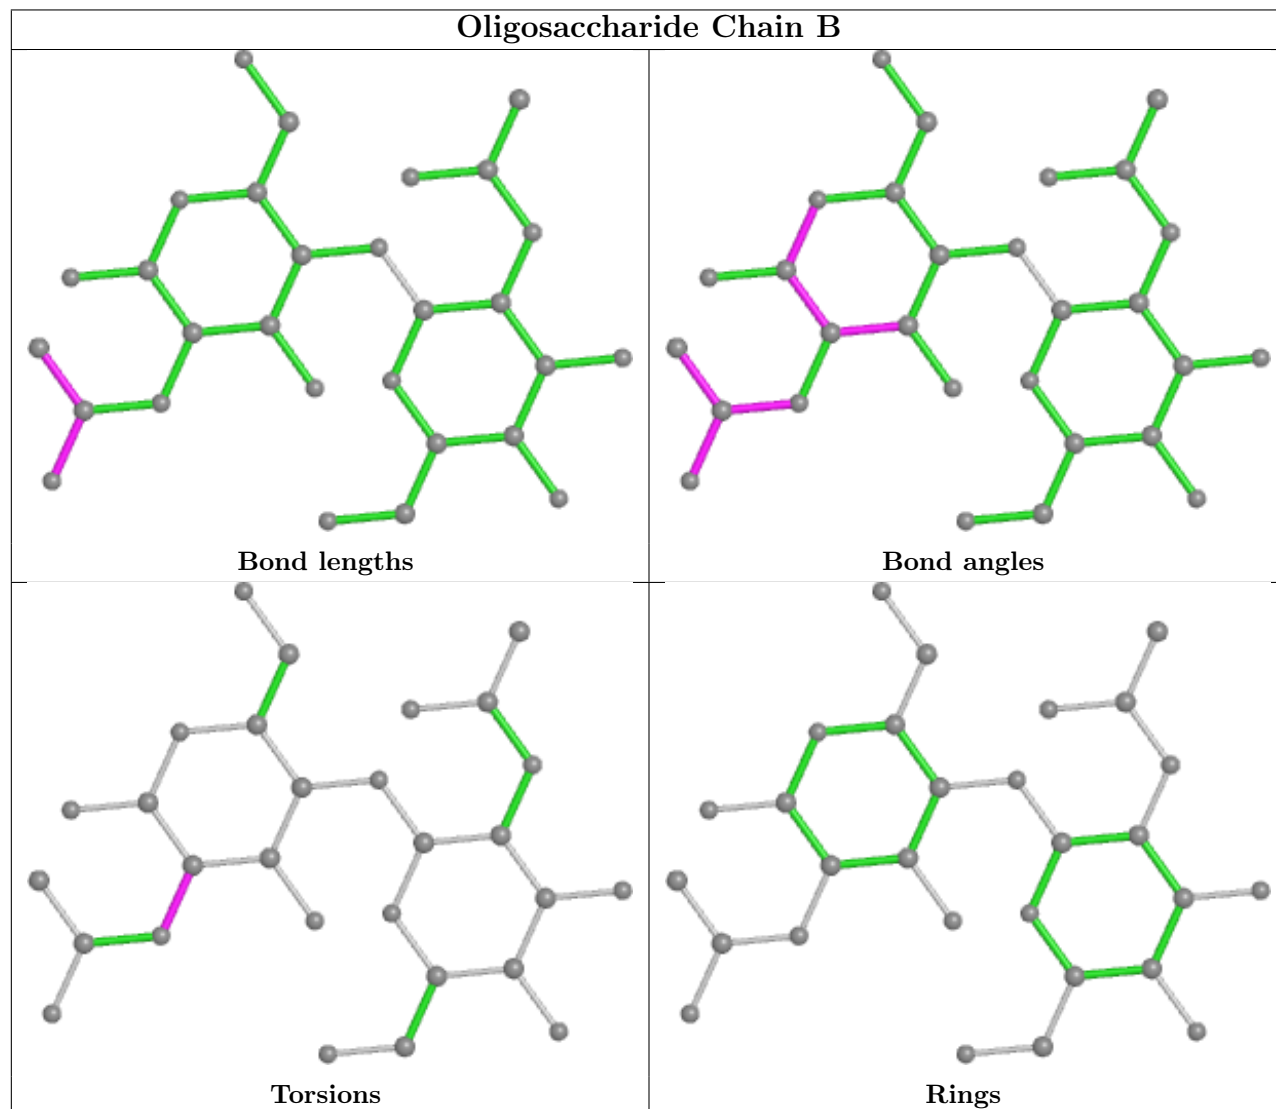 Oligosaccharide Chain B
Bond lengths
Bond angles
Torsions
Rings